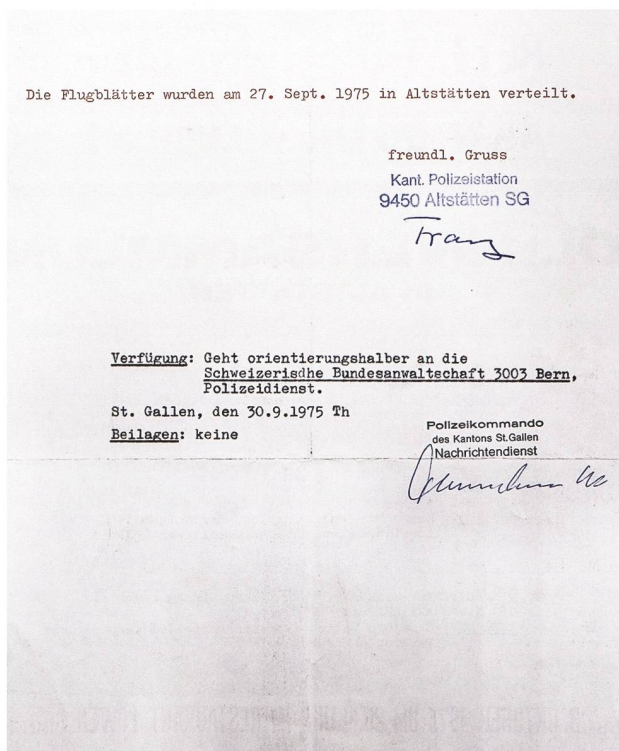 Die Flugblätter wurden am 27. Sept. 1975 in Altstätten verteilt.
freundl. Gruss
Kant. Polizeistation
9450 Altstätten SG
Franz
Verfügung: Geht orientierungshalber an die
Schweizerisdhe Bundesanwaltschaft 3003 Bern,
Polizeidienst.
St. Gallen, den 30.9.1975 Th
Beilagen: keine
Polizeikommando
des Kantons St.Gallen
Nachrichtendienst